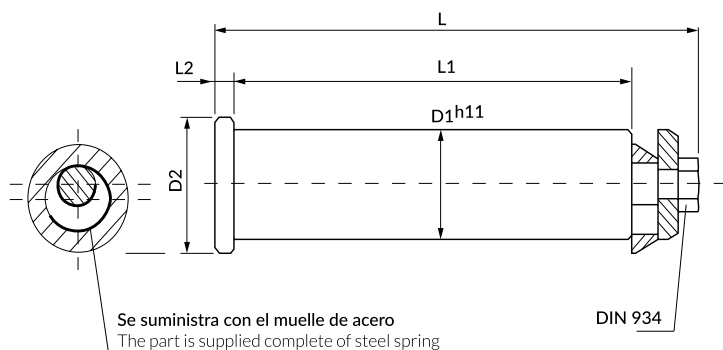 L
L2
L1
D1h11
D2
DIN 934
Se suministra con el muelle de acero
The part is supplied complete of steel spring